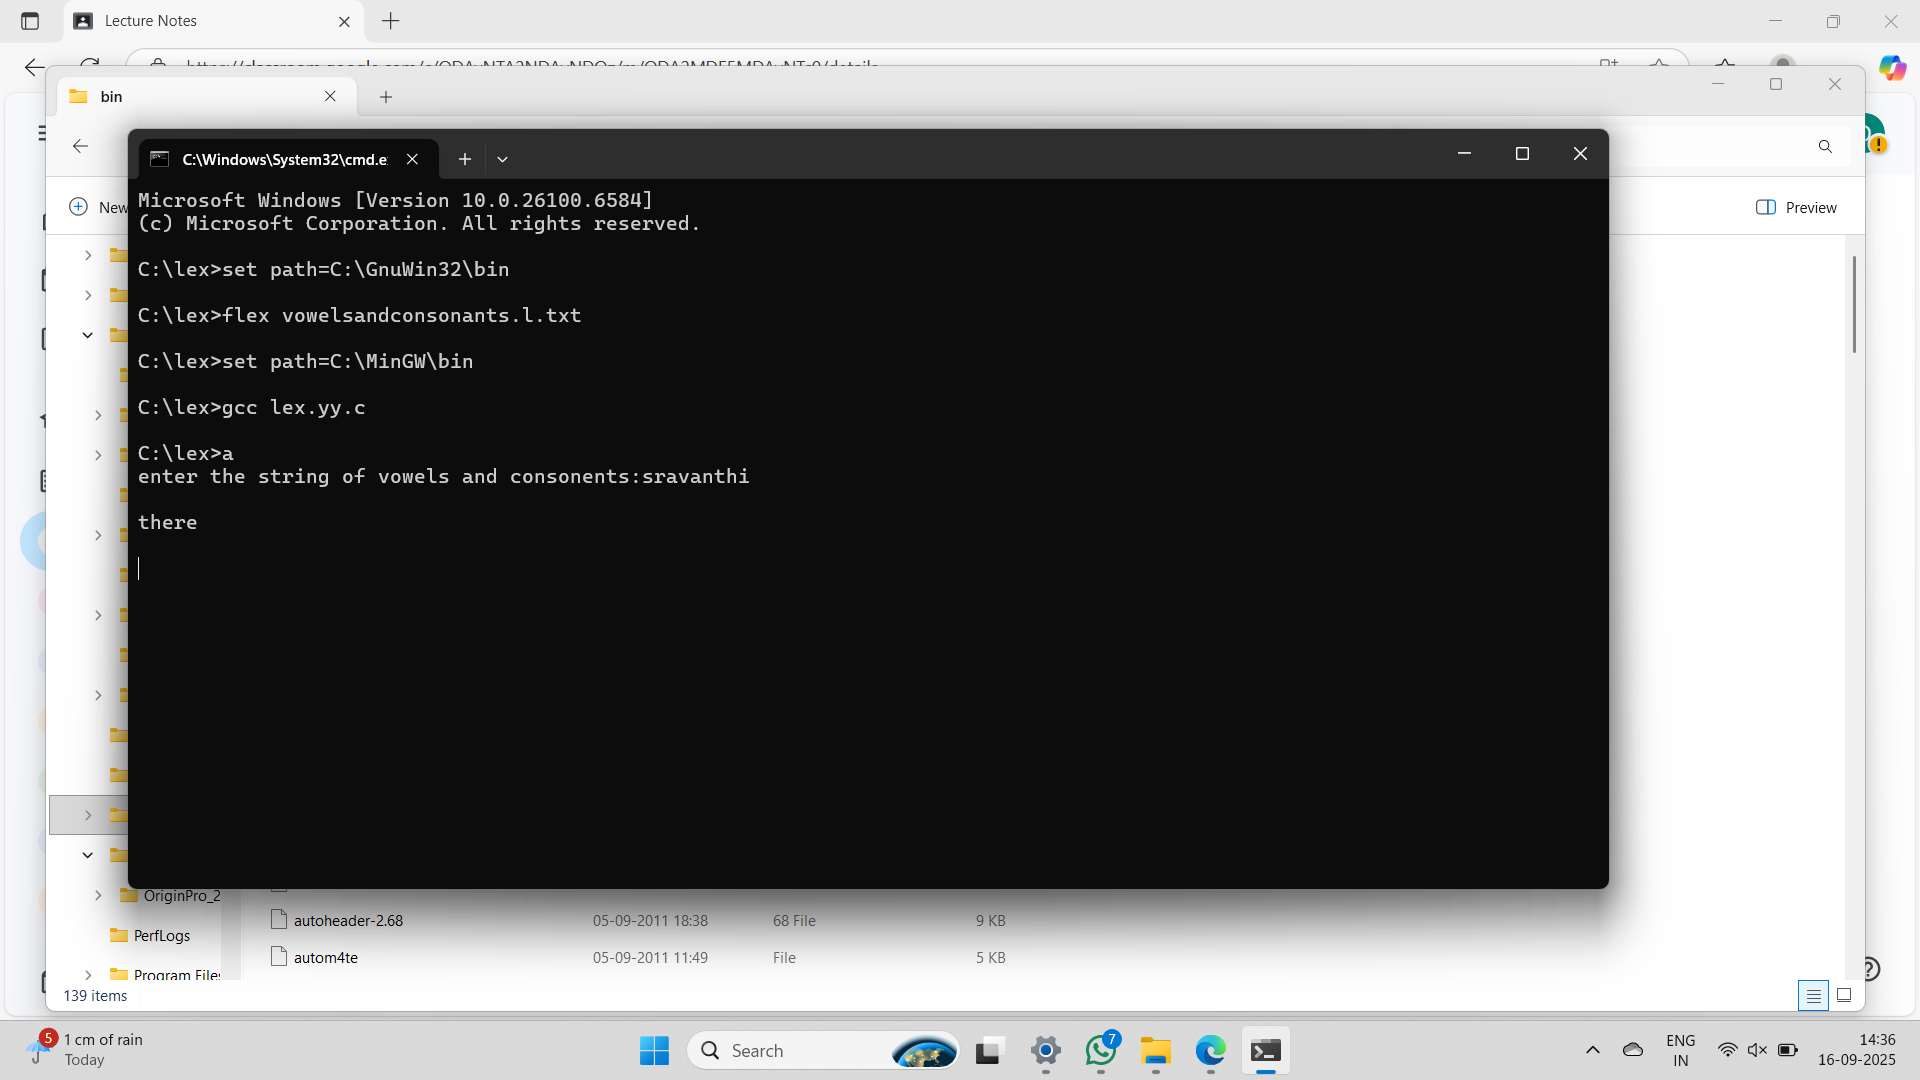 Lecture Notes
bin
New
Preview
C:\Windows\System32\cmd.e
Microsoft Windows [Version 10.0.26100.6584]
(c) Microsoft Corporation. All rights reserved.
C:\lex>set path=C:\GnuWin32\bin
C:\lex>flex vowelsandconsonants.l.txt
C:\lex>set path=C:\MinGW\bin
C:\lex>gcc lex.yy.c
C:\lex>a
enter the string of vowels and consonents:sravanthi
there
OriginPro_2
PerfLogs
Program Files
autoheader-2.68 05-09-2011 18:38 68 File 9 KB
autom4te 05-09-2011 11:49 File 5 KB
139 items
5
1 cm of rain
Today
Search
7
ENG
IN
14:36
16-09-2025